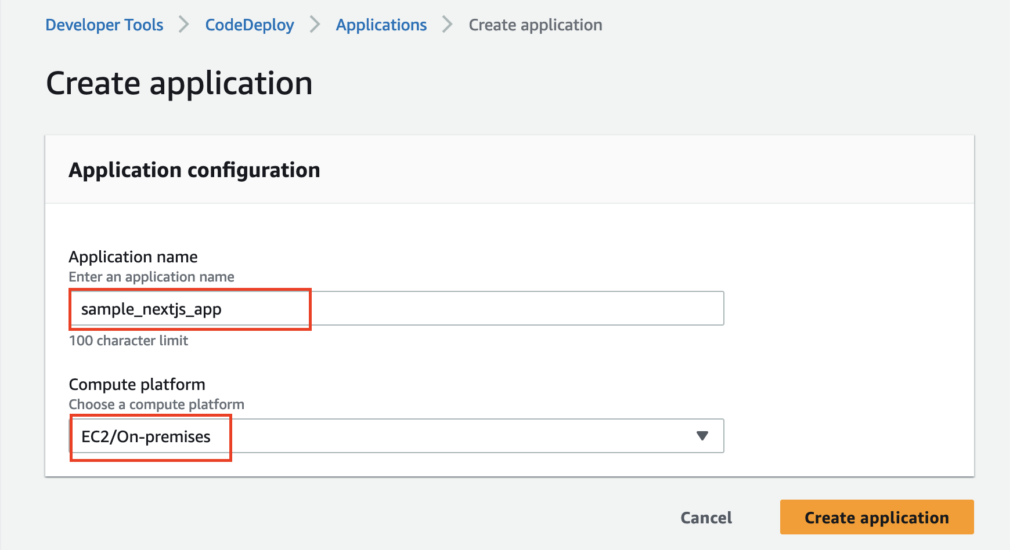 Developer Tools > CodeDeploy > Applications > Create application
Create application
Application configuration
Application name
Enter an application name
sample_nextjs_app
100 character limit
Compute platform
Choose a compute platform
EC2/On-premises
Cancel Create application